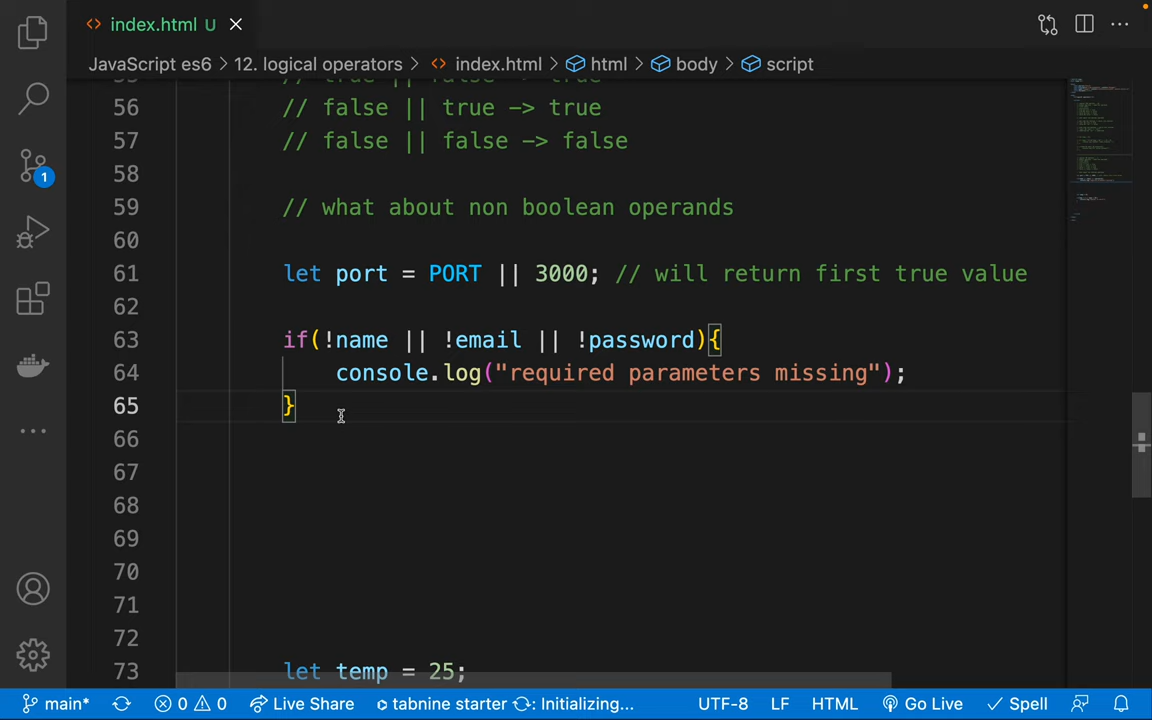 index.html U
JavaScript es6 > 12. logical operators > index.html > html > body > script
55 // true || false -> true
56 // false || true -> true
57 // false || false -> false
58
59 // what about non boolean operands
60
61 let port = PORT || 3000; // will return first true value
62
63 if(!name || !email || !password){
64 console.log("required parameters missing");
65 }
66
67
68
69
70
71
72
73 let temp = 25;
1
main* 0 0 Live Share tabnine starter : Initializing... UTF-8 LF HTML Go Live Spell